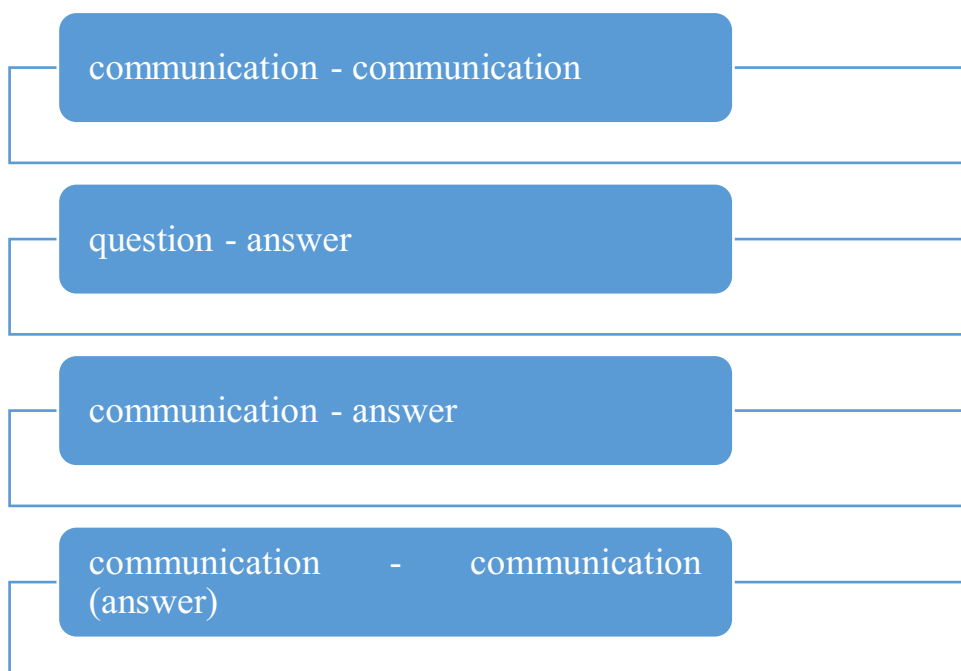 communication - communication
question - answer
communication - answer
communication - communication
(answer)